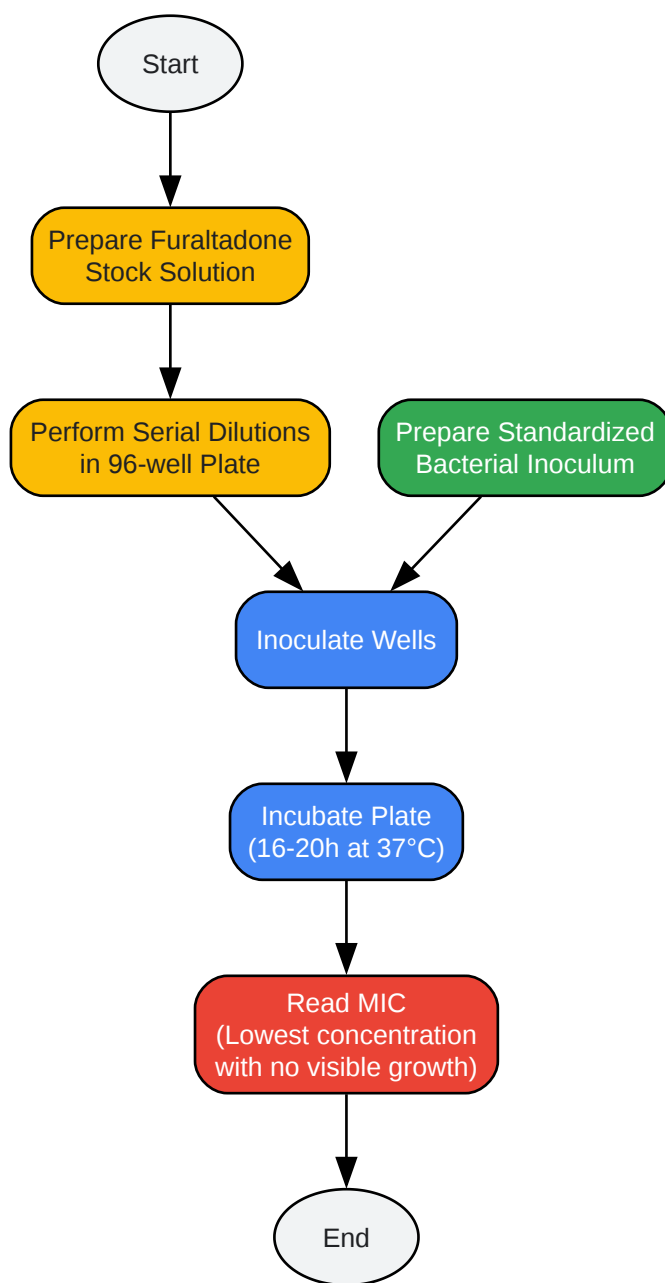 Start
Prepare Furaltadone
Stock Solution
Perform Serial Dilutions
in 96-well Plate
Prepare Standardized
Bacterial Inoculum
Inoculate Wells
Incubate Plate
(16-20h at 37°C)
Read MIC
(Lowest concentration
with no visible growth)
End